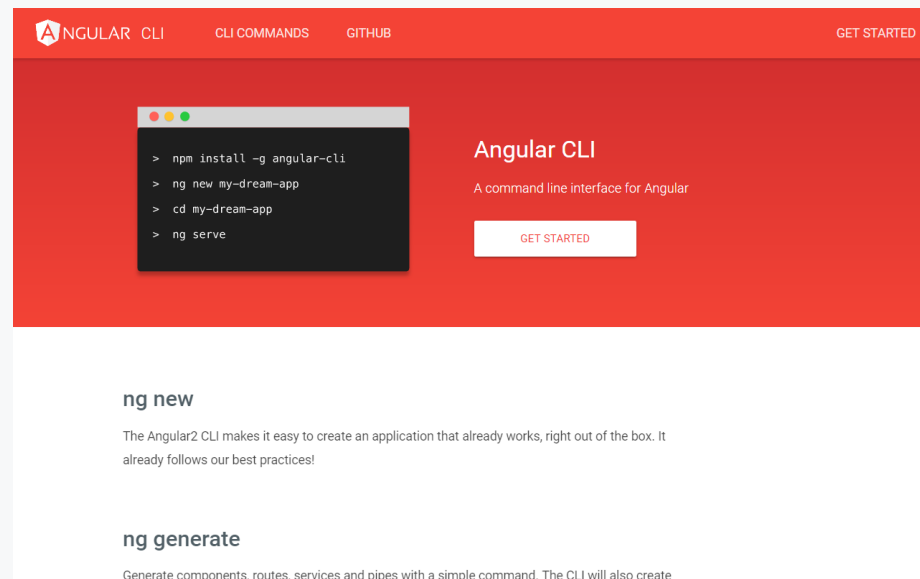 ANGULAR CLI CLI COMMANDS GITHUB GET STARTED
> npm install -g angular-cli
> ng new my-dream-app
> cd my-dream-app
> ng serve
Angular CLI
A command line interface for Angular
GET STARTED
ng new
The Angular2 CLI makes it easy to create an application that already works, right out of the box. It
already follows our best practices!
ng generate
Generate components, routes, services and pipes with a simple command. The CLI will also create